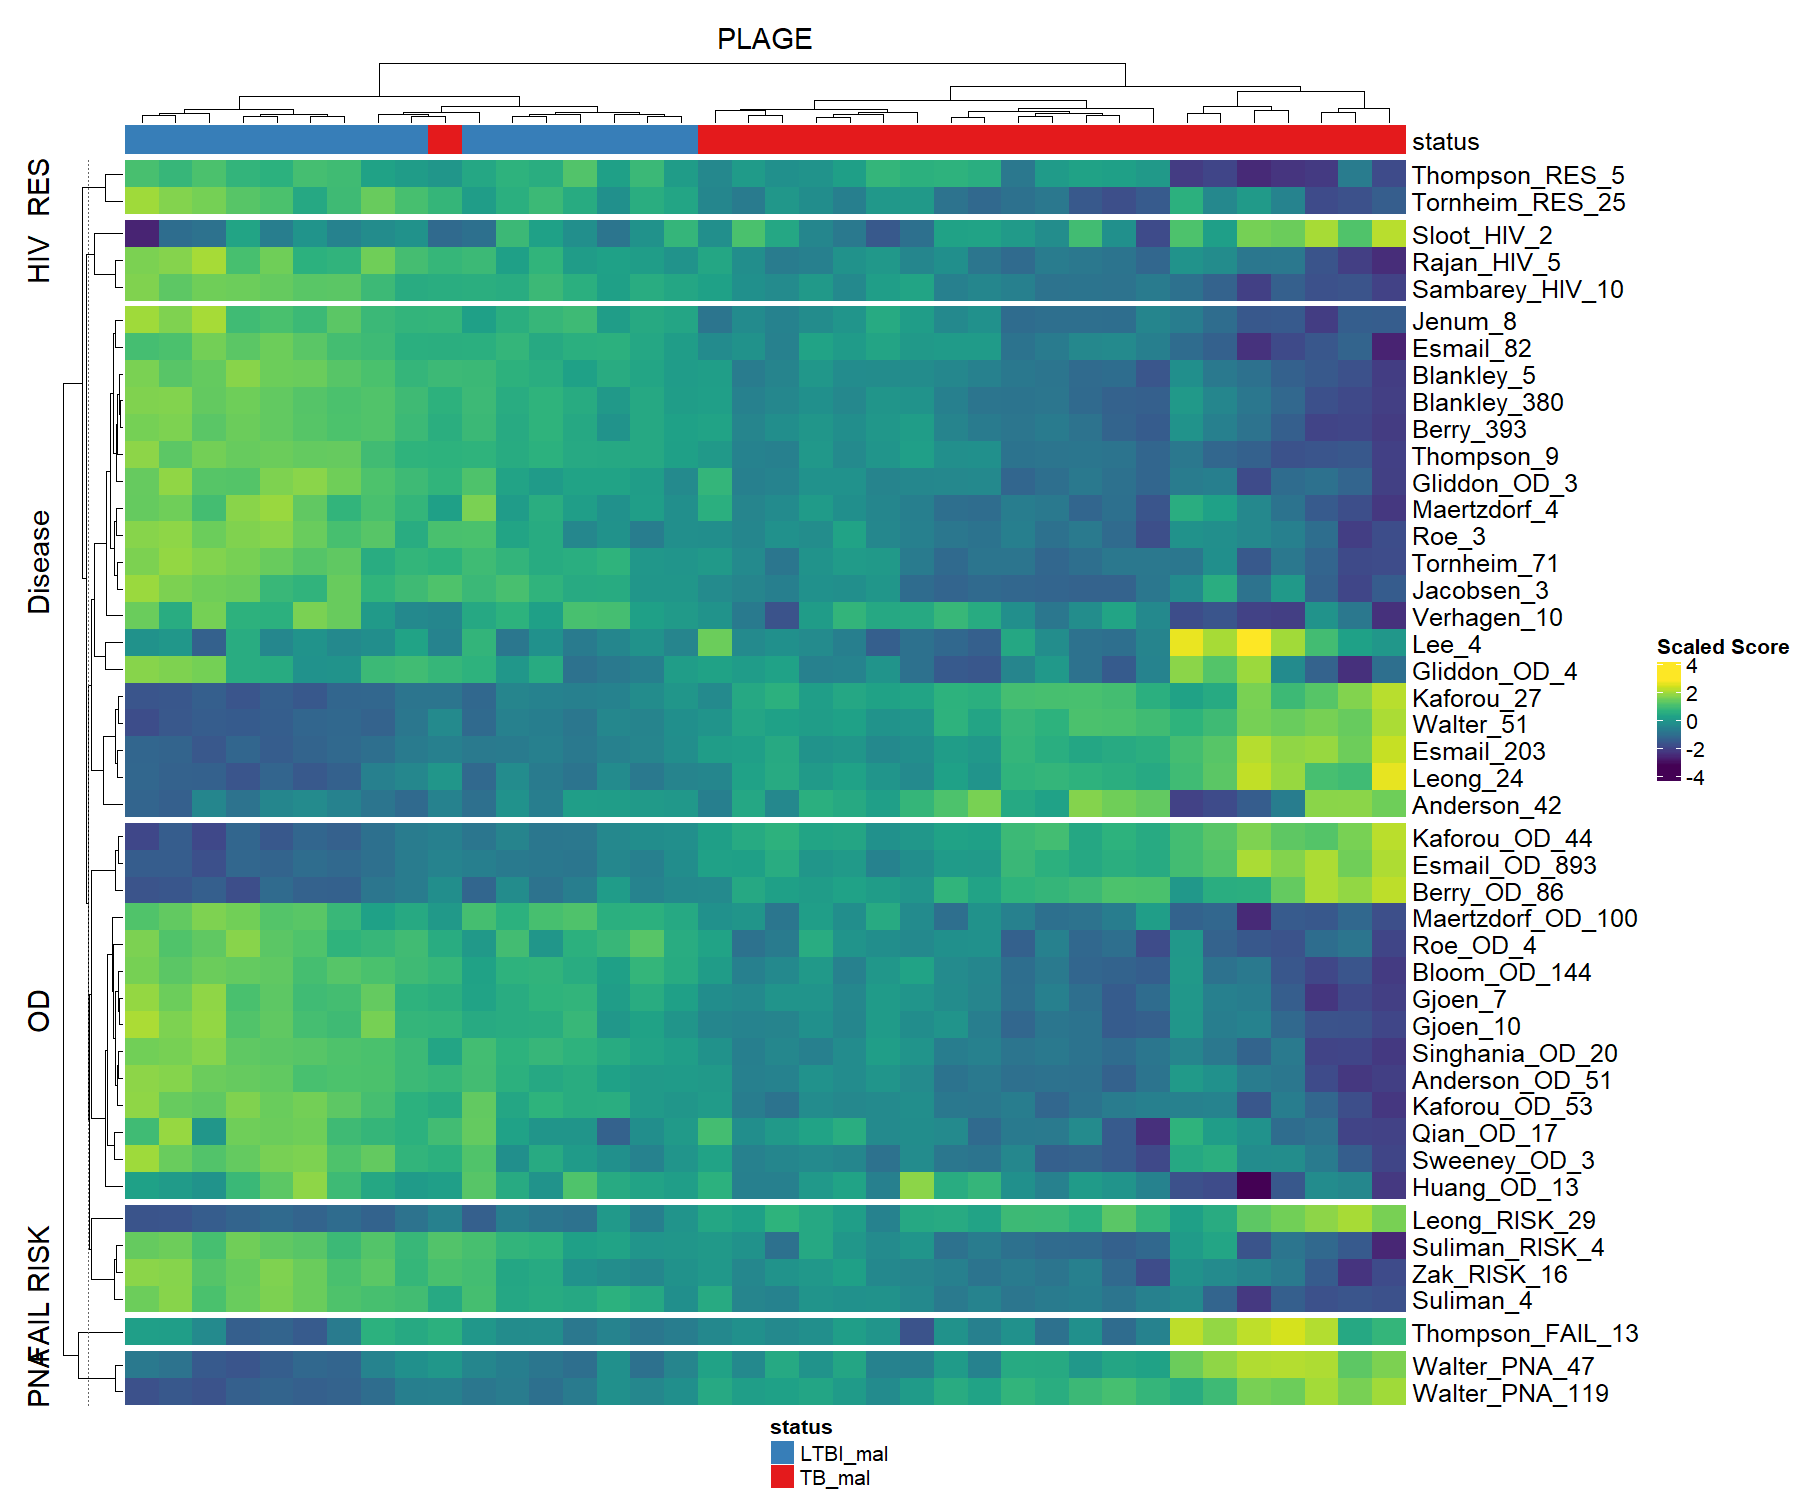 PLAGE
status
RES
Thompson_RES_5
Tornheim_RES_25
HIV
Sloot_HIV_2
Rajan_HIV_5
Sambarey_HIV_10
Disease
Jenum_8
Esmail_82
Blankley_5
Blankley_380
Berry_393
Thompson_9
Gliddon_OD_3
Maertzdorf_4
Roe_3
Tornheim_71
Jacobsen_3
Verhagen_10
Lee_4
Gliddon_OD_4
Kaforou_27
Walter_51
Esmail_203
Leong_24
Anderson_42
OD
Kaforou_OD_44
Esmail_OD_893
Berry_OD_86
Maertzdorf_OD_100
Roe_OD_4
Bloom_OD_144
Gjoen_7
Gjoen_10
Singhania_OD_20
Anderson_OD_51
Kaforou_OD_53
Qian_OD_17
Sweeney_OD_3
Huang_OD_13
RISK
Leong_RISK_29
Suliman_RISK_4
Zak_RISK_16
Suliman_4
FAIL
Thompson_FAIL_13
PNA
Walter_PNA_47
Walter_PNA_119
Scaled Score
4
2
0
-2
-4
status
LTBI_mal
TB_mal